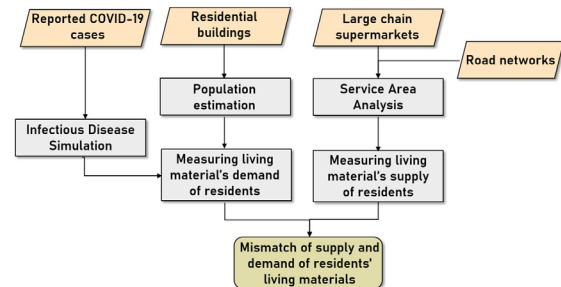 Reported COVID-19
cases
Residential
buildings
Large chain
supermarkets
Road networks
Population
estimation
Service Area
Analysis
Infectious Disease
Simulation
Measuring living
material's demand
of residents
Measuring living
material's supply
of residents
Mismatch of supply and
demand of residents'
living materials